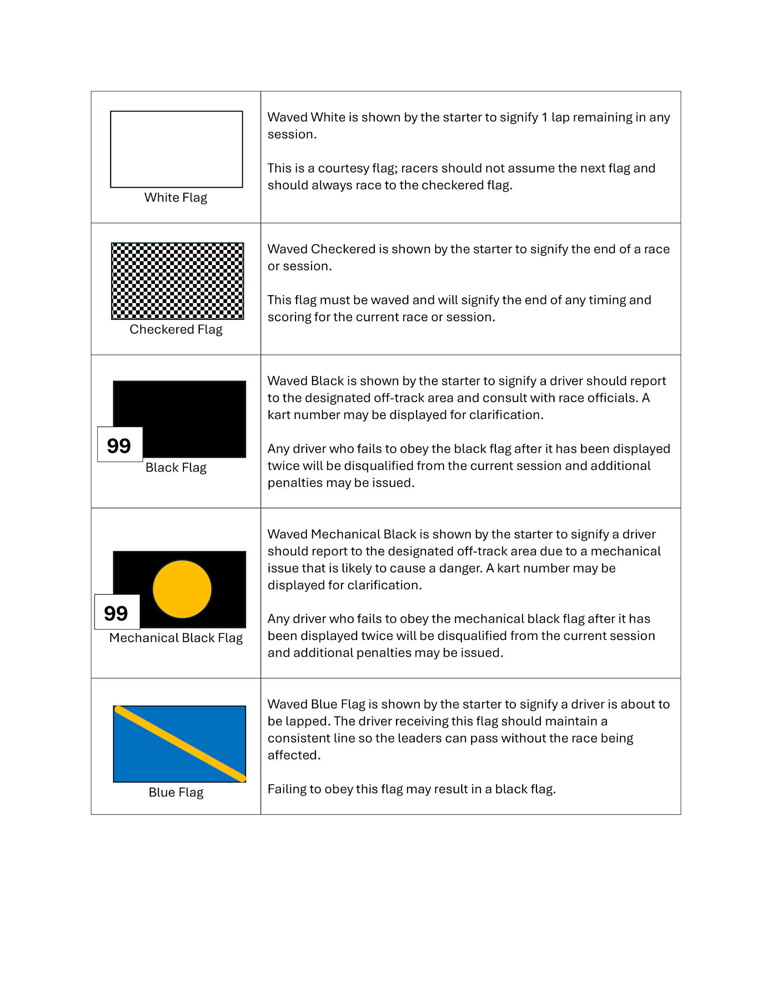 Waved White is shown by the starter to signify 1 lap remaining in any
session.
This is a courtesy flag; racers should not assume the next flag and
should always race to the checkered flag.
White Flag
Waved Checkered is shown by the starter to signify the end of a race
or session.
This flag must be waved and will signify the end of any timing and
scoring for the current race or session.
Checkered Flag
Waved Black is shown by the starter to signify a driver should report
to the designated off-track area and consult with race officials. A
kart number may be displayed for clarification.
99
Any driver who fails to obey the black flag after it has been displayed
twice will be disqualified from the current session and additional
penalties may be issued.
Black Flag
Waved Mechanical Black is shown by the starter to signify a driver
should report to the designated off-track area due to a mechanical
issue that is likely to cause a danger. A kart number may be
displayed for clarification.
99
Any driver who fails to obey the mechanical black flag after it has
been displayed twice will be disqualified from the current session
and additional penalties may be issued.
Mechanical Black Flag
Waved Blue Flag is shown by the starter to signify a driver is about to
be lapped. The driver receiving this flag should maintain a
consistent line so the leaders can pass without the race being
affected.
Failing to obey this flag may result in a black flag.
Blue Flag